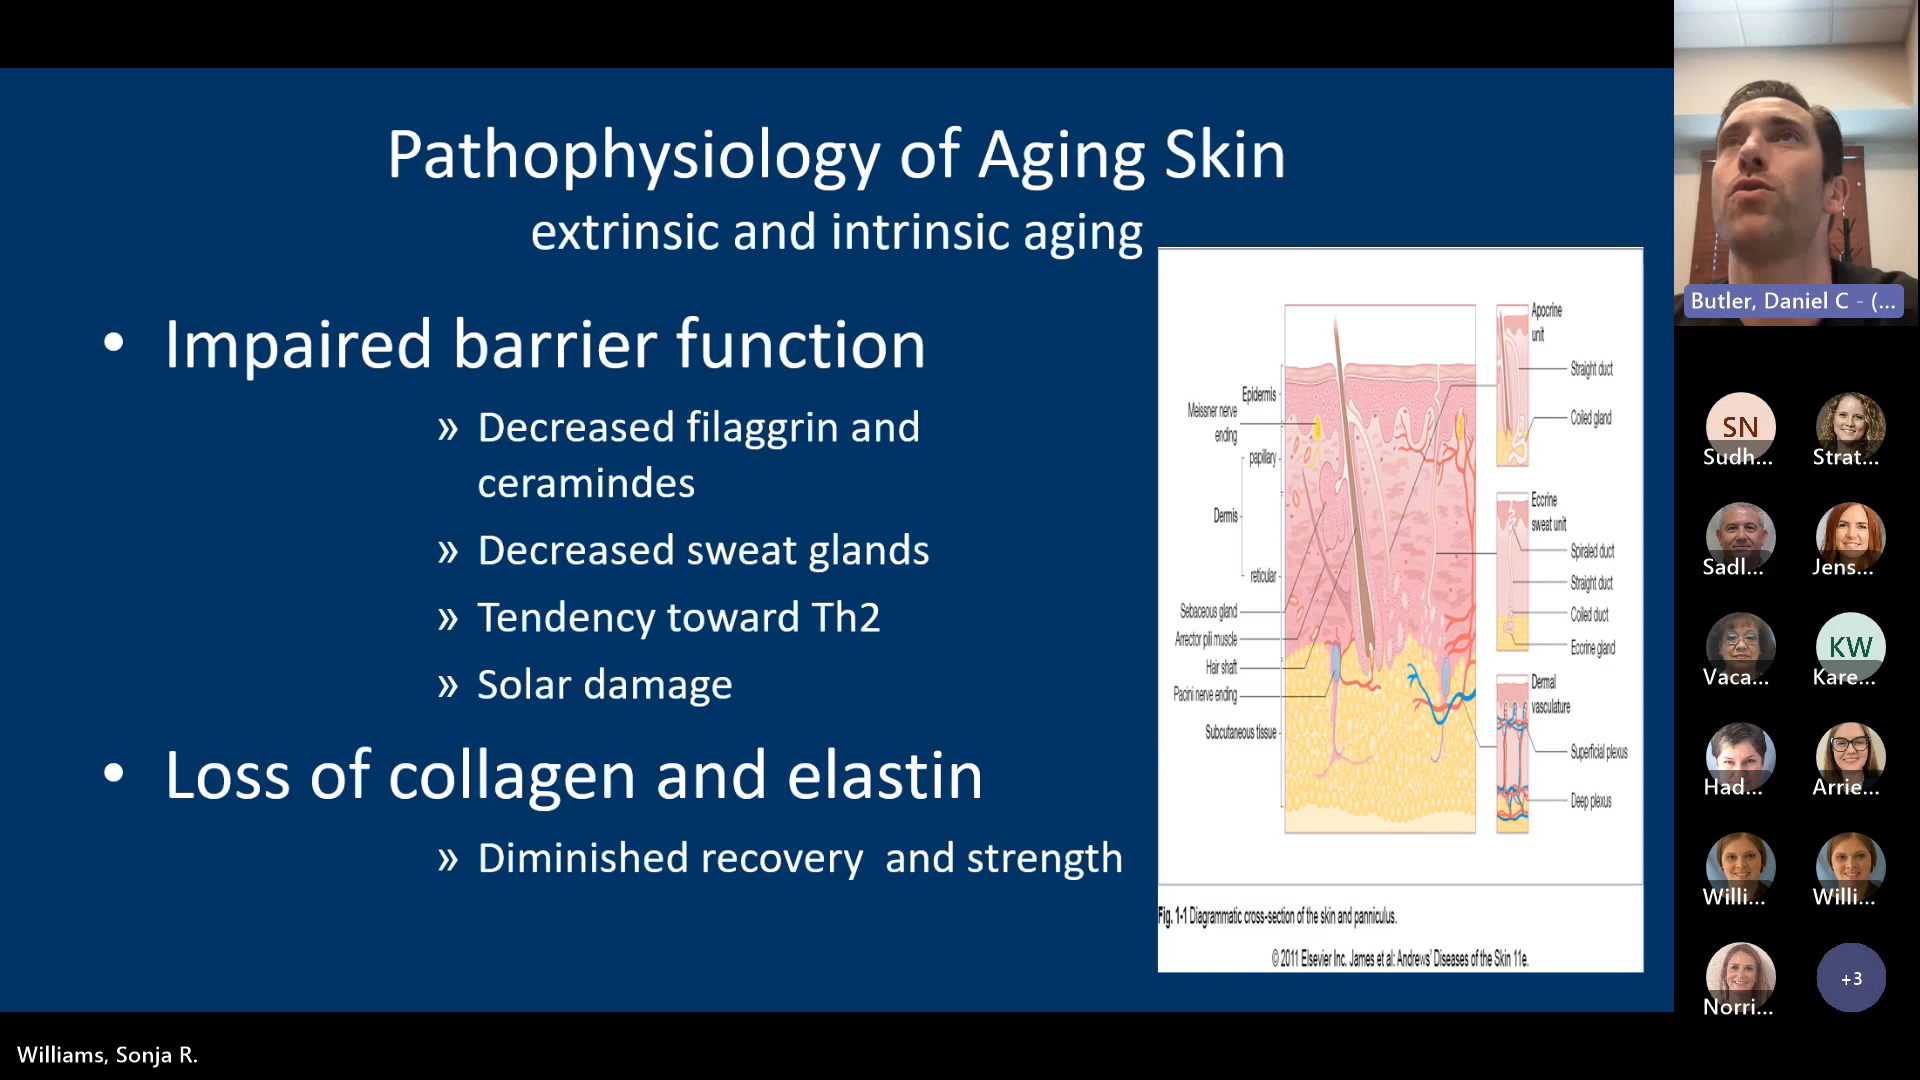 Pathophysiology of Aging Skin
extrinsic and intrinsic aging
• Impaired barrier function
» Decreased filaggrin and
ceramindes
» Decreased sweat glands
» Tendency toward Th2
» Solar damage
• Loss of collagen and elastin
» Diminished recovery  and strength
Epidermis
Meissner nerve
ending
papillary
Dermis
reticular
Sebaceous gland
Arrector pili muscle
Hair shaft
Pacini nerve ending
Subcutaneous tissue
Apocrine
unit
Straight duct
Coiled gland
Eccrine
sweat unit
Spiraled duct
Straight duct
Coiled duct
Eccrine gland
Dermal
vasculature
Superficial plexus
Deep plexus
Fig. 1-1 Diagrammatic cross-section of the skin and panniculus.
© 2011 Elsevier Inc. James et al: Andrews' Diseases of the Skin 11e.
Butler, Daniel C - (...
SN
Sudh...
Strat...
Sadl...
Jens...
Vaca...
KW
Kare...
Had...
Arrie...
Willi...
Willi...
Norri...
+3
Williams, Sonja R.